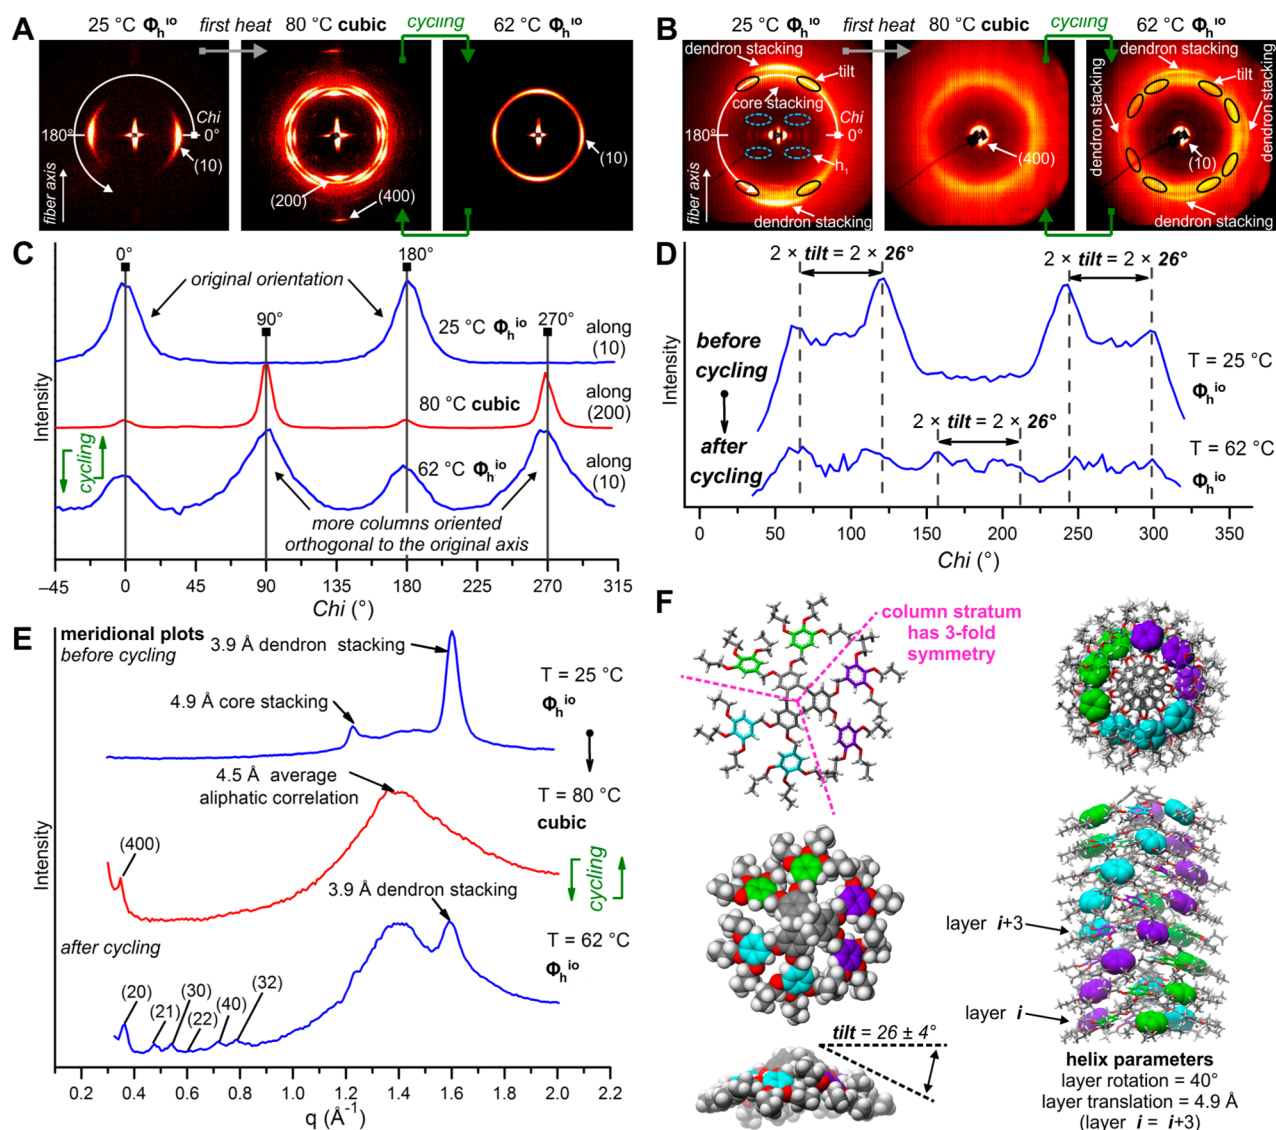 A
25 °C Φh^io
first heat
80 °C cubic
cycling
62 °C Φh^io
Chi
180°
0°
(10)
fiber axis
(200)
(400)
(10)
B
25 °C Φh^io
first heat
80 °C cubic
cycling
62 °C Φh^io
dendron stacking
tilt
core stacking
Chi
180°
0°
h1
fiber axis
dendron stacking
(400)
dendron stacking
tilt
dendron stacking
dendron stacking
(10)
dendron stacking
C
0°
180°
original orientation
25 °C Φh^io
along
(10)
90°
270°
80 °C cubic
along
(200)
cycling
62 °C Φh^io
along
(10)
more columns oriented
orthogonal to the original axis
Intensity
−45 0 45 90 135 180 225 270 315
Chi (°)
D
2 × tilt = 2 × 26°
2 × tilt = 2 × 26°
before
cycling
T = 25 °C
Φh^io
2 × tilt = 2 × 26°
after
cycling
T = 62 °C
Φh^io
Intensity
0 50 100 150 200 250 300 350
Chi (°)
E
meridional plots
before cycling
3.9 Å dendron stacking
T = 25 °C
Φh^io
4.9 Å core stacking
4.5 Å average
aliphatic correlation
T = 80 °C
cubic
(400)
cycling
3.9 Å dendron stacking
after cycling
T = 62 °C
Φh^io
(20)
(21)
(30)
(22)
(40)
(32)
Intensity
0.2 0.4 0.6 0.8 1.0 1.2 1.4 1.6 1.8 2.0
q (Å-1)
F
column stratum
has 3-fold
symmetry
layer i+3
layer i
tilt = 26 ± 4°
helix parameters
layer rotation = 40°
layer translation = 4.9 Å
(layer i = i+3)